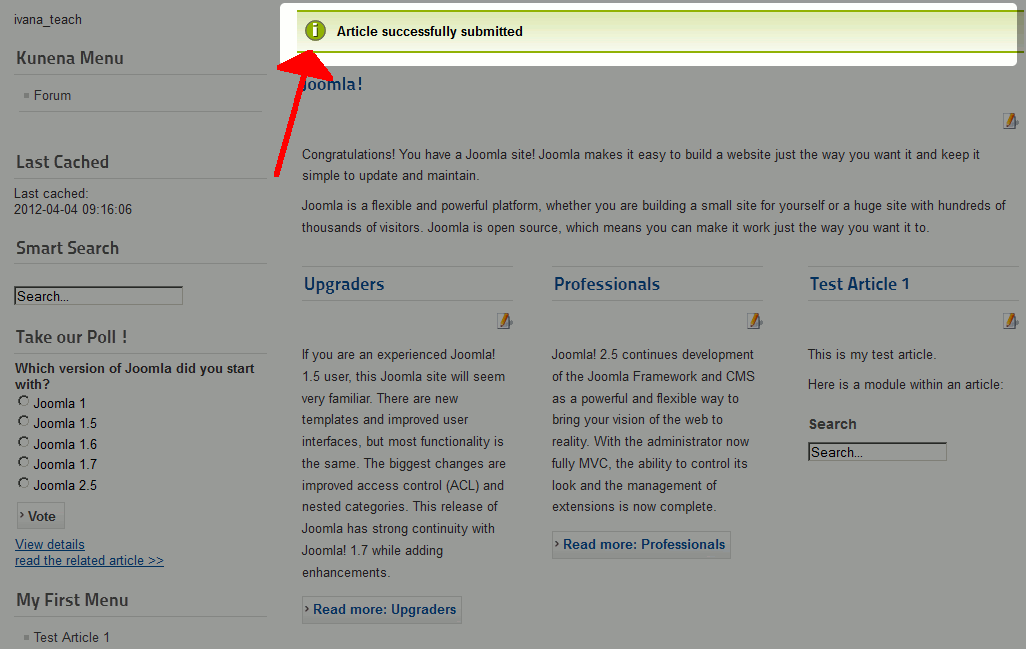 ivana_teach
Kunena Menu
Forum
Last Cached
Last cached:
2012-04-04 09:16:06
Smart Search
Search...
Take our Poll !
Which version of Joomla did you start
with?
Joomla 1
Joomla 1.5
Joomla 1.6
Joomla 1.7
Joomla 2.5
Vote
View details
read the related article >>
My First Menu
Test Article 1
Article successfully submitted
Joomla!
Congratulations! You have a Joomla site! Joomla makes it easy to build a website just the way you want it and keep it
simple to update and maintain.
Joomla is a flexible and powerful platform, whether you are building a small site for yourself or a huge site with hundreds of
thousands of visitors. Joomla is open source, which means you can make it work just the way you want it to.
Upgraders
If you are an experienced Joomla!
1.5 user, this Joomla site will seem
very familiar. There are new
templates and improved user
interfaces, but most functionality is
the same. The biggest changes are
improved access control (ACL) and
nested categories. This release of
Joomla has strong continuity with
Joomla! 1.7 while adding
enhancements.
Read more: Upgraders
Professionals
Joomla! 2.5 continues development
of the Joomla Framework and CMS
as a powerful and flexible way to
bring your vision of the web to
reality. With the administrator now
fully MVC, the ability to control its
look and the management of
extensions is now complete.
Read more: Professionals
Test Article 1
This is my test article.
Here is a module within an article:
Search
Search...